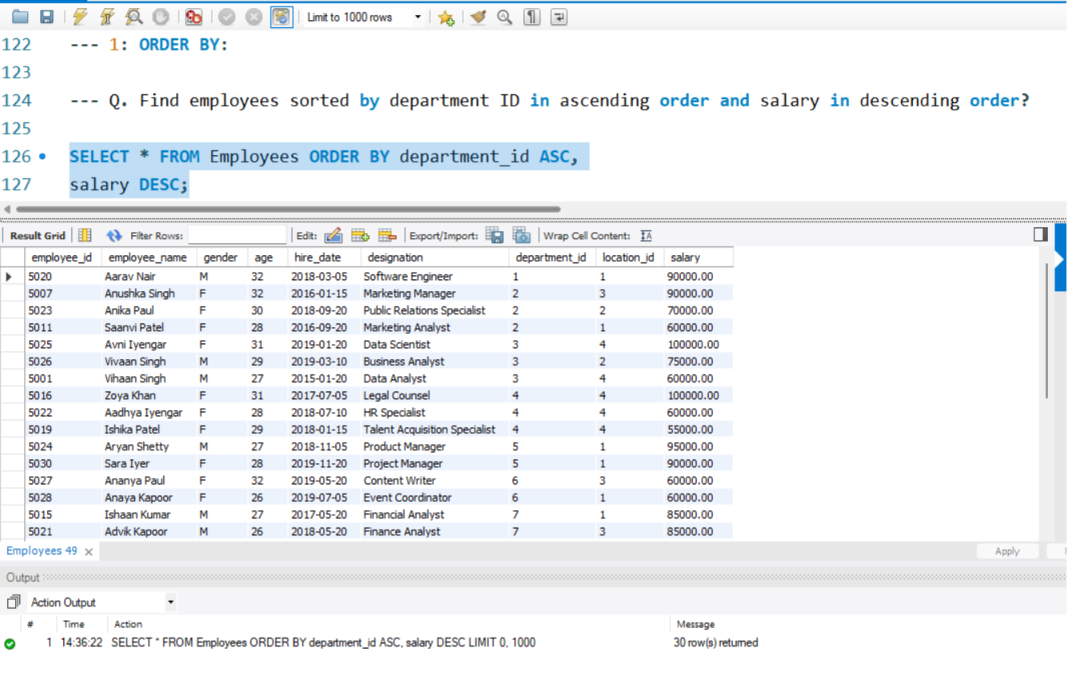 Limit to 1000 rows
122 --- 1: ORDER BY:
123
124 --- Q. Find employees sorted by department ID in ascending order and salary in descending order?
125
126 SELECT * FROM Employees ORDER BY department_id ASC,
127 salary DESC;
Result Grid Filter Rows: Edit: Export/Import: Wrap Cell Content: IA
employee_id employee_name gender age hire_date designation department_id location_id salary
5020 Aarav Nair M 32 2018-03-05 Software Engineer 1 1 90000.00
5007 Anushka Singh F 32 2016-01-15 Marketing Manager 2 3 90000.00
5023 Anika Paul F 30 2018-09-20 Public Relations Specialist 2 2 70000.00
5011 Saanvi Patel F 28 2016-09-20 Marketing Analyst 2 1 60000.00
5025 Avni Iyengar F 31 2019-01-20 Data Scientist 3 4 100000.00
5026 Vivaan Singh M 29 2019-03-10 Business Analyst 3 2 75000.00
5001 Vihaan Singh M 27 2015-01-20 Data Analyst 3 4 60000.00
5016 Zoya Khan F 31 2017-07-05 Legal Counsel 4 4 100000.00
5022 Aadhya Iyengar F 28 2018-07-10 HR Specialist 4 4 60000.00
5019 Ishika Patel F 29 2018-01-15 Talent Acquisition Specialist 4 4 55000.00
5024 Aryan Shetty M 27 2018-11-05 Product Manager 5 1 95000.00
5030 Sara Iyer F 28 2019-11-20 Project Manager 5 1 90000.00
5027 Ananya Paul F 32 2019-05-20 Content Writer 6 3 60000.00
5028 Anaya Kapoor F 26 2019-07-05 Event Coordinator 6 1 60000.00
5015 Ishaan Kumar M 27 2017-05-20 Financial Analyst 7 1 85000.00
5021 Advik Kapoor M 26 2018-05-20 Finance Analyst 7 3 85000.00
Employees 49 Apply
Output
Action Output
# Time Action Message
1 14:36:22 SELECT * FROM Employees ORDER BY department_id ASC, salary DESC LIMIT 0, 1000 30 row(s) returned